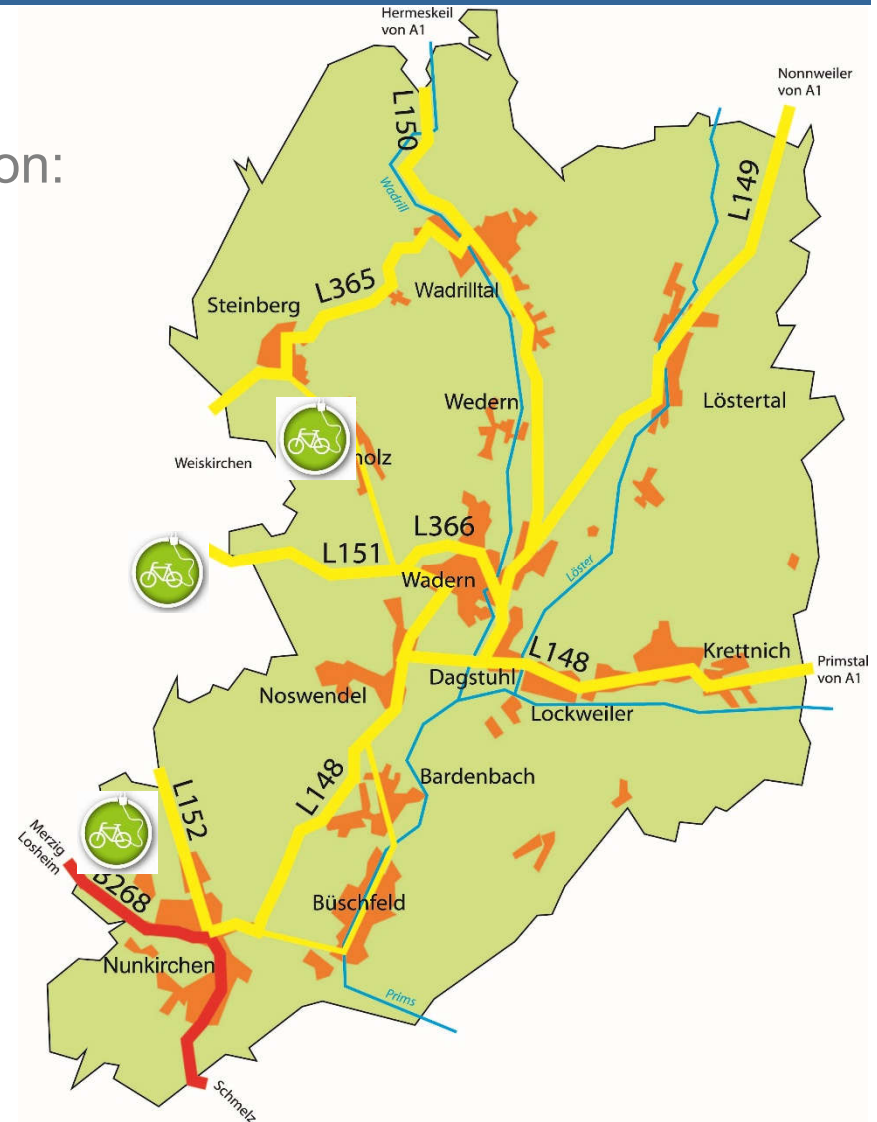 Hermeskeil
von A1
Nonnweiler
von A1
on:
L150
Wadrill
L149
L365
Wadrilltal
Steinberg
Wedern
Löstertal
Weiskirchen
holz
L366
L151
Wadern
Löster
L148
Krettnich
Primstal
von A1
Dagstuhl
Noswendel
Lockweiler
L148
Bardenbach
L152
Merzig
Losheim
B268
Büschfeld
Nunkirchen
Prims
Schmelz